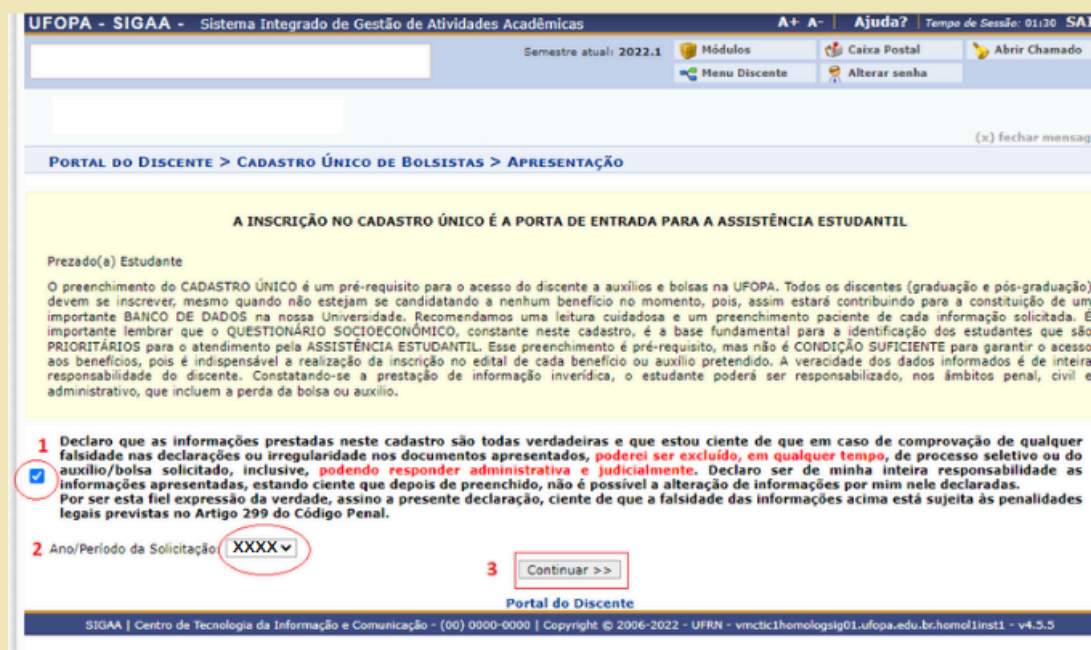 UFOPA - SIGAA - Sistema Integrado de Gestão de Atividades Acadêmicas A+ A- Ajuda? Tempo de Sessão: 01:30 SAI
Semestre atual: 2022.1 Módulos Caixa Postal Abrir Chamado
Menu Discente Alterar senha
(x) fechar mensag
PORTAL DO DISCENTE > CADASTRO ÚNICO DE BOLSISTAS > APRESENTAÇÃO
A INSCRIÇÃO NO CADASTRO ÚNICO É A PORTA DE ENTRADA PARA A ASSISTÊNCIA ESTUDANTIL
Prezado(a) Estudante
O preenchimento do CADASTRO ÚNICO é um pré-requisito para o acesso do discente a auxílios e bolsas na UFOPA. Todos os discentes (graduação e pós-graduação)
devem se inscrever, mesmo quando não estejam se candidatando a nenhum benefício no momento, pois, assim estará contribuindo para a constituição de um
importante BANCO DE DADOS na nossa Universidade. Recomendamos uma leitura cuidadosa e um preenchimento paciente de cada informação solicitada. É
importante lembrar que o QUESTIONÁRIO SOCIOECONÔMICO, constante neste cadastro, é a base fundamental para a identificação dos estudantes que são
PRIORITÁRIOS para o atendimento pela ASSISTÊNCIA ESTUDANTIL. Esse preenchimento é pré-requisito, mas não é CONDIÇÃO SUFICIENTE para garantir o acesso
aos benefícios, pois é indispensável a realização da inscrição no edital de cada benefício ou auxílio pretendido. A veracidade dos dados informados é de inteira
responsabilidade do discente. Constatando-se a prestação de informação inverídica, o estudante poderá ser responsabilizado, nos âmbitos penal, civil e
administrativo, que incluem a perda da bolsa ou auxílio.
1 Declaro que as informações prestadas neste cadastro são todas verdadeiras e que estou ciente de que em caso de comprovação de qualquer
falsidade nas declarações ou irregularidade nos documentos apresentados, poderei ser excluído, em qualquer tempo, de processo seletivo ou do
auxílio/bolsa solicitado, inclusive, podendo responder administrativa e judicialmente. Declaro ser de minha inteira responsabilidade as
informações apresentadas, estando ciente que depois de preenchido, não é possível a alteração de informações por mim nele declaradas.
Por ser esta fiel expressão da verdade, assino a presente declaração, ciente de que a falsidade das informações acima está sujeita às penalidades
legais previstas no Artigo 299 do Código Penal.
2 Ano/Período da Solicitação: XXXX
3 Continuar >>
Portal do Discente
SIGAA | Centro de Tecnologia da Informação e Comunicação - (00) 0000-0000 | Copyright © 2006-2022 - UFRN - vmctic1homologsig01.ufopa.edu.br.homol1inst1 - v4.5.5